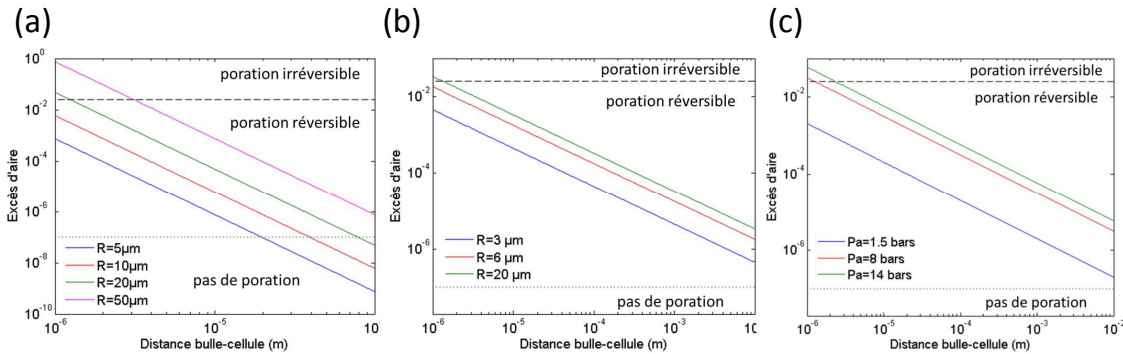 (a)
10^0
10^-2
10^-4
10^-6
10^-8
10^-10
Excès d'aire
poration irréversible
poration réversible
pas de poration
R=5µm
R=10µm
R=20µm
R=50µm
10^-6
10^-5
Distance bulle-cellule (m)
(b)
10^-2
10^-4
10^-6
Excès d'aire
poration irréversible
poration réversible
R=3 µm
R=6 µm
R=20 µm
pas de poration
10^-6
10^-5
10^-4
10^-3
Distance bulle-cellule (m)
(c)
10^-2
10^-4
10^-6
Excès d'aire
poration irréversible
poration réversible
Pa=1.5 bars
Pa=8 bars
Pa=14 bars
pas de poration
10^-6
10^-5
10^-4
10^-3
10^-2
Distance bulle-cellule (m)